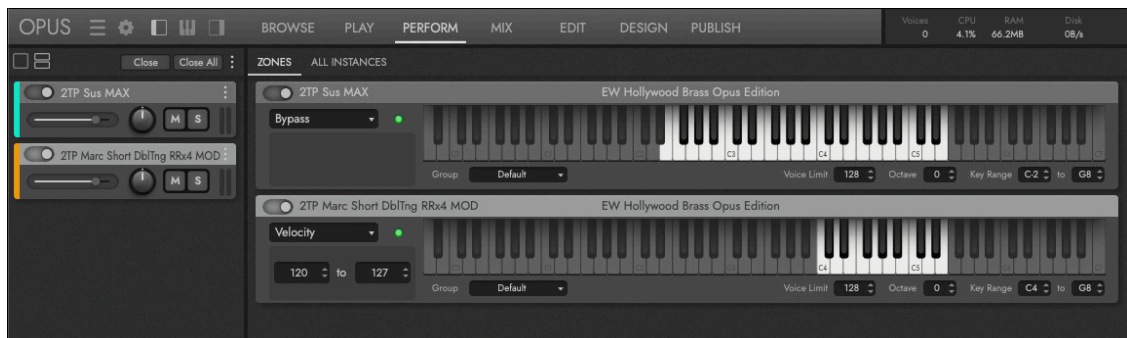 OPUS BROWSE PLAY PERFORM MIX EDIT DESIGN PUBLISH Voices CPU RAM Disk
0 4.1% 66.2MB 0B/s
Close Close All ZONES ALL INSTANCES
2TP Sus MAX
M S
2TP Marc Short DblTng RRx4 MOD
M S
2TP Sus MAX EW Hollywood Brass Opus Edition
Bypass
C3 C4 C5
Group Default Voice Limit 128 Octave 0 Key Range C-2 to G8
2TP Marc Short DblTng RRx4 MOD EW Hollywood Brass Opus Edition
Velocity
120 to 127
C4 C5
Group Default Voice Limit 128 Octave 0 Key Range C4 to G8